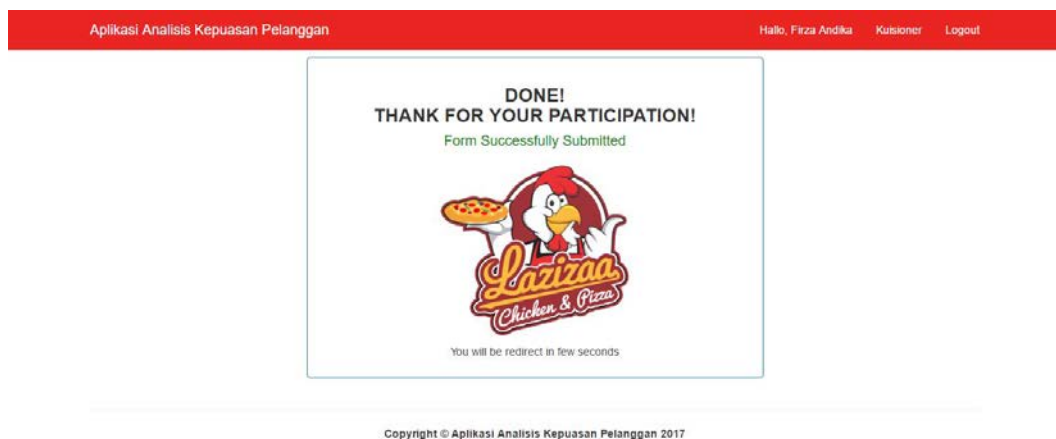 Aplikasi Analisis Kepuasan Pelanggan Hallo, Firza Andika Kuisioner Logout
DONE!
THANK FOR YOUR PARTICIPATION!
Form Successfully Submitted
Lazizaa
Chicken & Pizza
You will be redirect in few seconds
Copyright © Aplikasi Analisis Kepuasan Pelanggan 2017